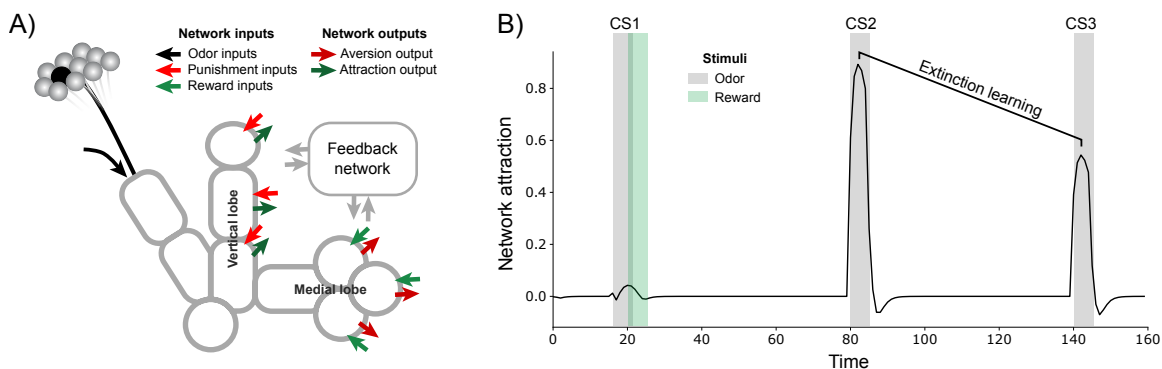 A)
Network inputs
Odor inputs
Punishment inputs
Reward inputs
Network outputs
Aversion output
Attraction output
Feedback
network
Vertical lobe
Medial lobe
B)
CS1
CS2
CS3
Stimuli
Odor
Reward
Extinction learning
Network attraction
0.8
0.6
0.4
0.2
0.0
0
20
40
60
80
100
120
140
160
Time